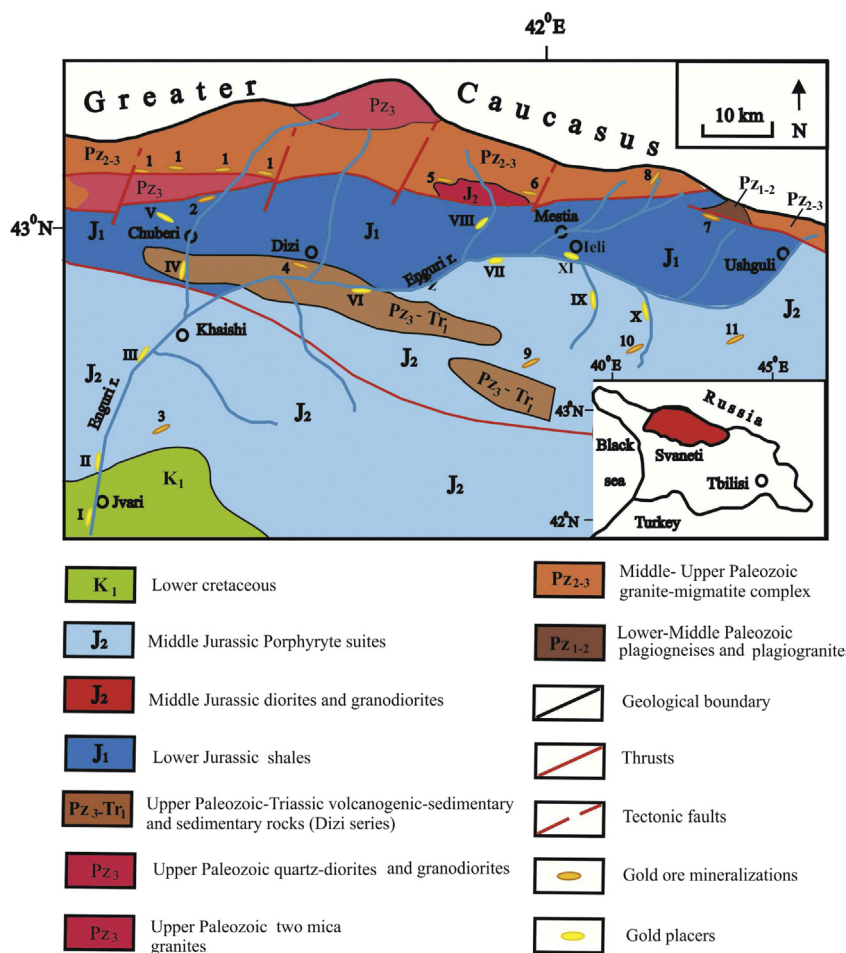 42⁰E
Greater
Caucasus
10 km
N
Pz₃
Pz₂₋₃
1
1
1
1
Pz₃
Pz₂₋₃
5
J₂
6
8
Pz₁₋₂
Pz₂₋₃
43⁰N
2
V
Chuberi
J₁
J₁
Dizi
VIII
Mestia
Ieli
7
J₁
Ushguli
IV
4
Enguri r.
VII
XI
VI
IX
X
J₂
Pz₃-Tr₁
Khaishi
III
J₂
J₂
9
10
11
Pz₃-Tr₁
J₂
Enguri r.
3
II
K₁
I
Jvari
J₂
40⁰E
45⁰E
43⁰N
Russia
Black
sea
Svaneti
Tbilisi
42⁰N
Turkey
K₁ Lower cretaceous
J₂ Middle Jurassic Porphyryte suites
J₂ Middle Jurassic diorites and granodiorites
J₁ Lower Jurassic shales
Pz₃-Tr₁ Upper Paleozoic-Triassic volcanogenic-sedimentary
and sedimentary rocks (Dizi series)
Pz₃ Upper Paleozoic quartz-diorites and granodiorites
Pz₃ Upper Paleozoic two mica
granites
Pz₂₋₃ Middle- Upper Paleozoic
granite-migmatite complex
Pz₁₋₂ Lower-Middle Paleozoic
plagiogneises and plagiogranite
Geological boundary
Thrusts
Tectonic faults
Gold ore mineralizations
Gold placers